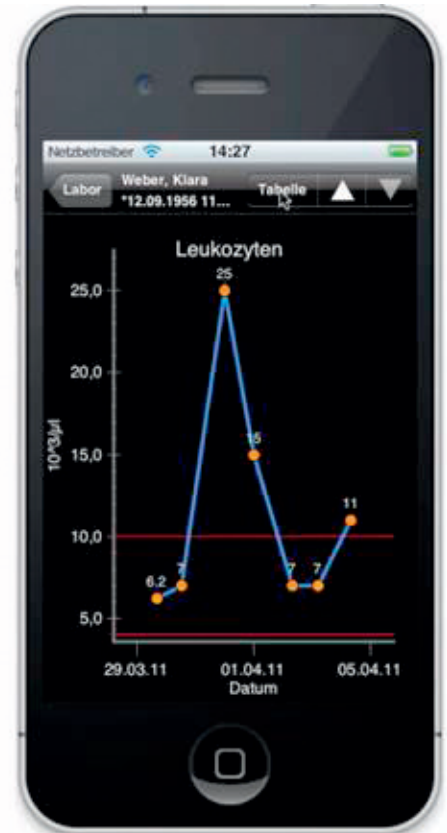 Netzbetreiber 14:27
Labor Weber, Klara Tabelle
*12.09.1956 11...
Leukozyten
25
25,0
20,0
15
15,0
10^3/µl
11
10,0
6.2 7 7 7
5,0
29.03.11 01.04.11 05.04.11
Datum